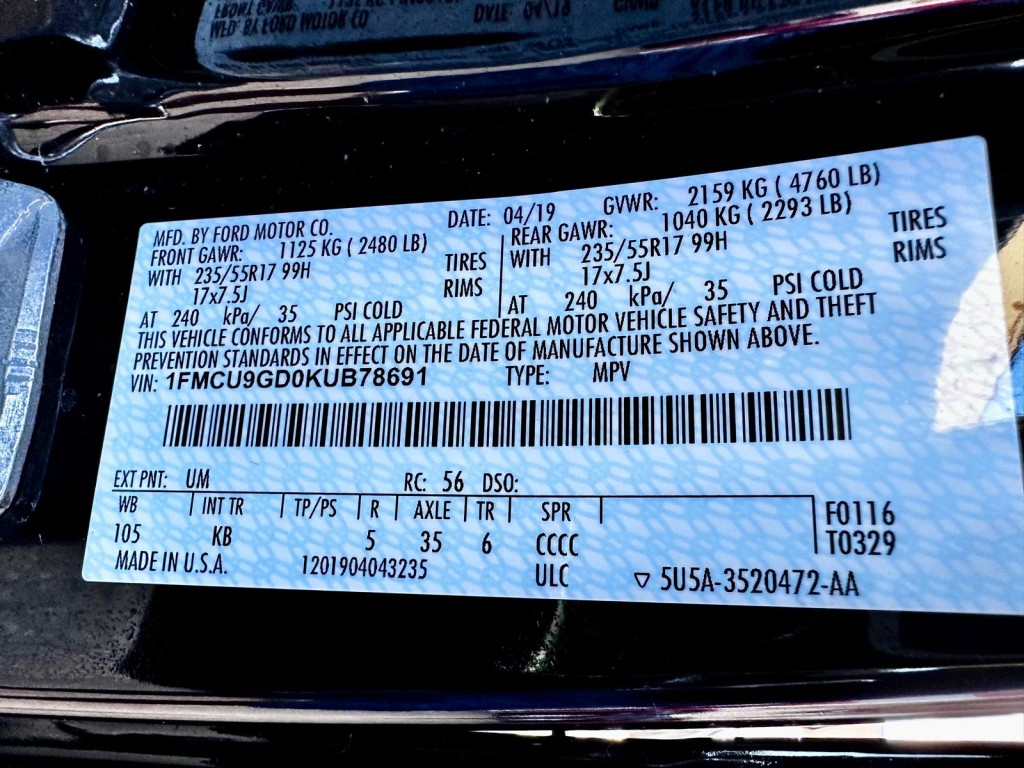 MFD. BY FORD MOTOR CO. DATE: 04/19 GVWR: 2159 KG ( 4760 LB)
FRONT GAWR: 1125 KG ( 2480 LB) REAR GAWR: 1040 KG ( 2293 LB)
WITH 235/55R17 99H TIRES WITH 235/55R17 99H TIRES
17x7.5J RIMS 17x7.5J RIMS
AT 240 kPa/ 35 PSI COLD AT 240 kPa/ 35 PSI COLD
THIS VEHICLE CONFORMS TO ALL APPLICABLE FEDERAL MOTOR VEHICLE SAFETY AND THEFT
PREVENTION STANDARDS IN EFFECT ON THE DATE OF MANUFACTURE SHOWN ABOVE.
VIN: 1FMCU9GD0KUB78691 TYPE: MPV
EXT PNT: UM RC: 56 DSO:
WB INT TR TP/PS R AXLE TR SPR F0116
105 KB 5 35 6 CCCC T0329
MADE IN U.S.A. 1201904043235 ULC ▽ 5U5A-3520472-AA